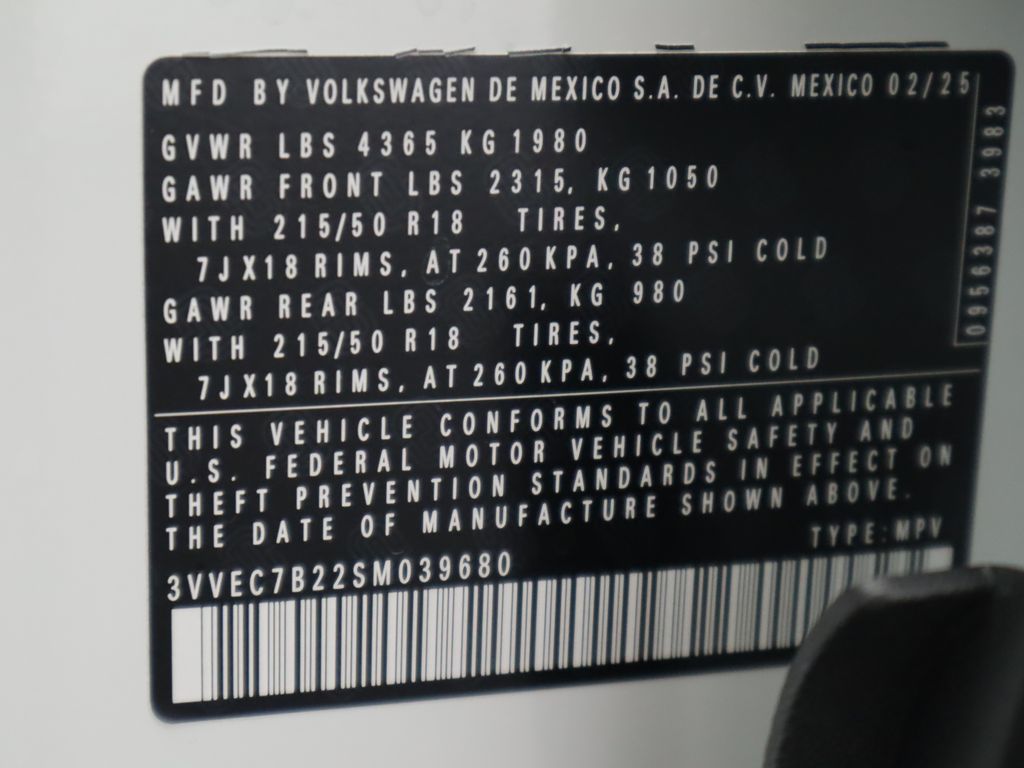 MFD BY VOLKSWAGEN DE MEXICO S.A. DE C.V. MEXICO 02/25
GVWR LBS 4365 KG 1980
GAWR FRONT LBS 2315, KG 1050
WITH 215/50 R18 TIRES,
7JX18 RIMS, AT 260 KPA, 38 PSI COLD
GAWR REAR LBS 2161, KG 980
WITH 215/50 R18 TIRES,
7JX18 RIMS, AT 260 KPA, 38 PSI COLD
0956387 3983
THIS VEHICLE CONFORMS TO ALL APPLICABLE
U.S. FEDERAL MOTOR VEHICLE SAFETY AND
THEFT PREVENTION STANDARDS IN EFFECT ON
THE DATE OF MANUFACTURE SHOWN ABOVE.
TYPE: MPV
3VVEC7B22SM039680